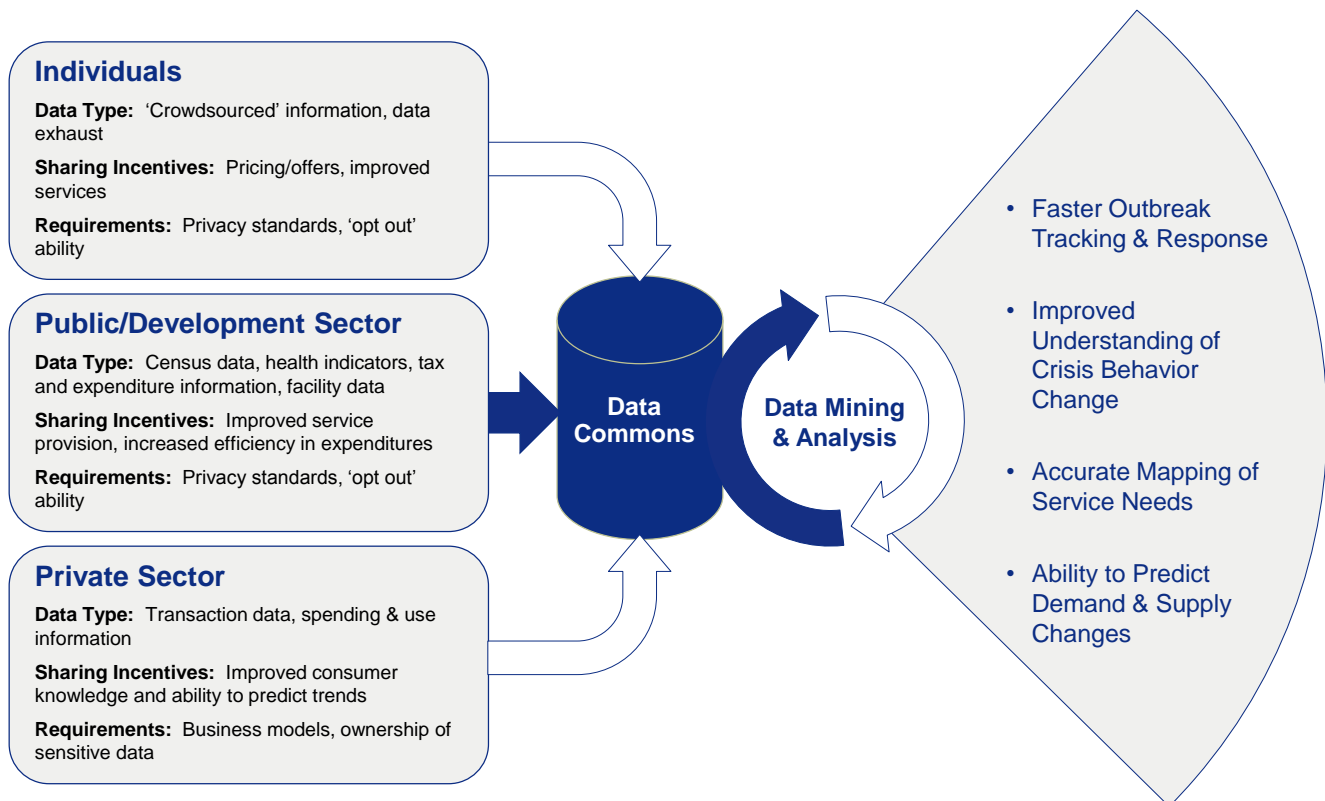 Individuals
Data Type: ‘Crowdsourced’ information, data
exhaust
Sharing Incentives: Pricing/offers, improved
services
Requirements: Privacy standards, ‘opt out’
ability
Public/Development Sector
Data Type: Census data, health indicators, tax
and expenditure information, facility data
Sharing Incentives: Improved service
provision, increased efficiency in expenditures
Requirements: Privacy standards, ‘opt out’
ability
Private Sector
Data Type: Transaction data, spending & use
information
Sharing Incentives: Improved consumer
knowledge and ability to predict trends
Requirements: Business models, ownership of
sensitive data
Data
Commons
Data Mining
& Analysis
• Faster Outbreak
Tracking & Response
• Improved
Understanding of
Crisis Behavior
Change
• Accurate Mapping of
Service Needs
• Ability to Predict
Demand & Supply
Changes